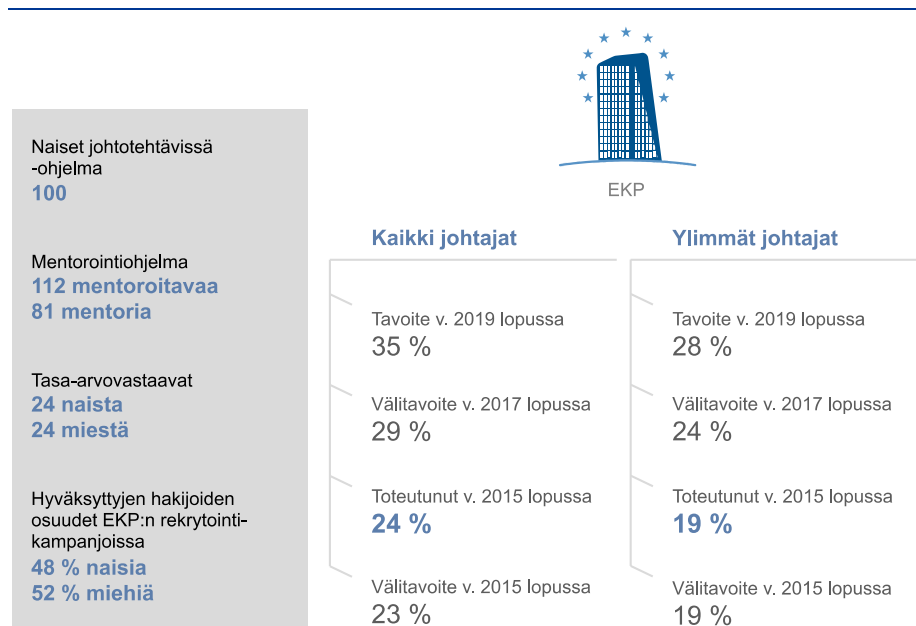 Naiset johtotehtävissä
-ohjelma
100
Mentorointiohjelma
112 mentoroitavaa
81 mentoria
Tasa-arvovastaavat
24 naista
24 miestä
Hyväksyttyjen hakijoiden
osuudet EKP:n rekrytointi-
kampanjoissa
48 % naisia
52 % miehiä
EKP
Kaikki johtajat
Tavoite v. 2019 lopussa
35 %
Välitavoite v. 2017 lopussa
29 %
Toteutunut v. 2015 lopussa
24 %
Välitavoite v. 2015 lopussa
23 %
Ylimmät johtajat
Tavoite v. 2019 lopussa
28 %
Välitavoite v. 2017 lopussa
24 %
Toteutunut v. 2015 lopussa
19 %
Välitavoite v. 2015 lopussa
19 %